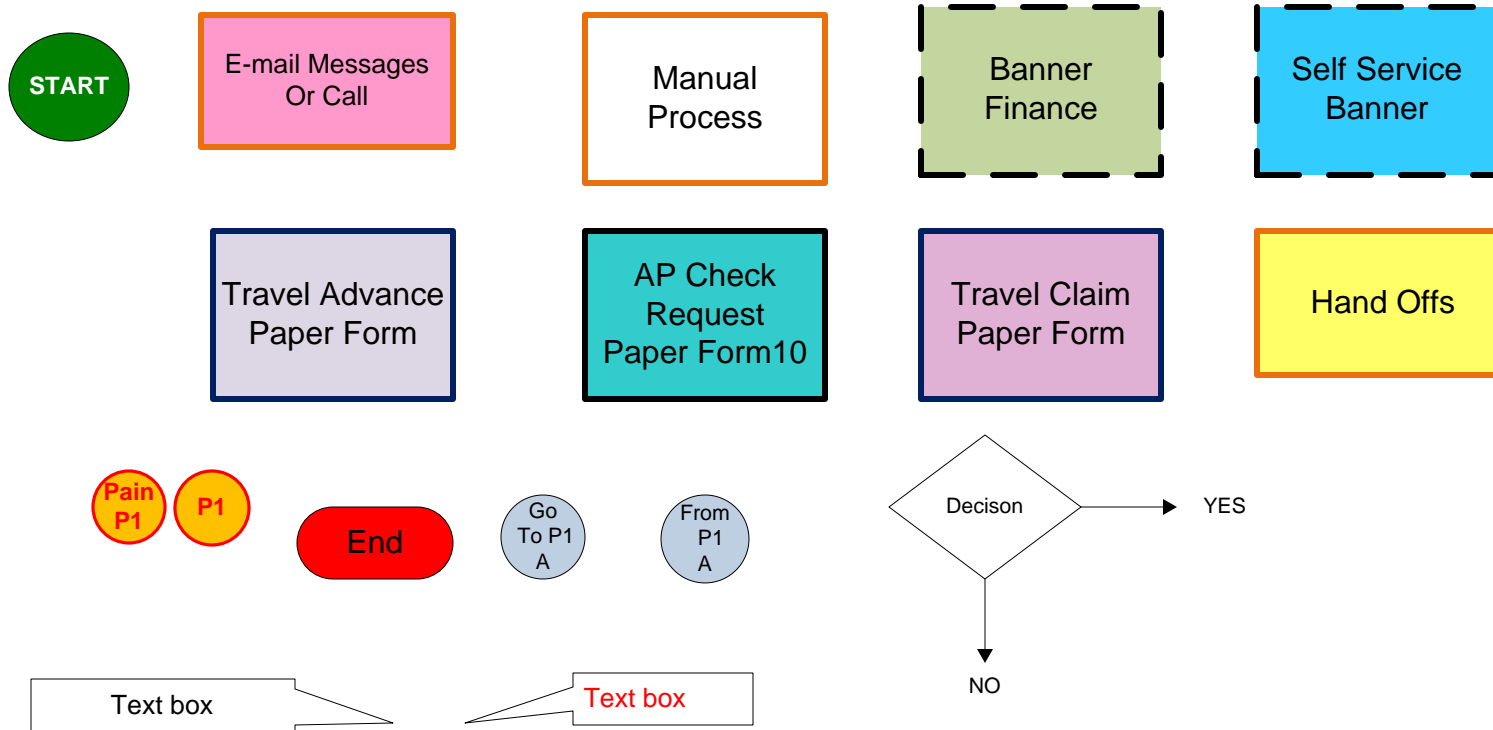 START
E-mail Messages
Or Call
Manual
Process
Banner
Finance
Self Service
Banner
Travel Advance
Paper Form
AP Check
Request
Paper Form10
Travel Claim
Paper Form
Hand Offs
Pain
P1
P1
End
Go
To P1
A
From
P1
A
Decison
YES
NO
Text box
Text box